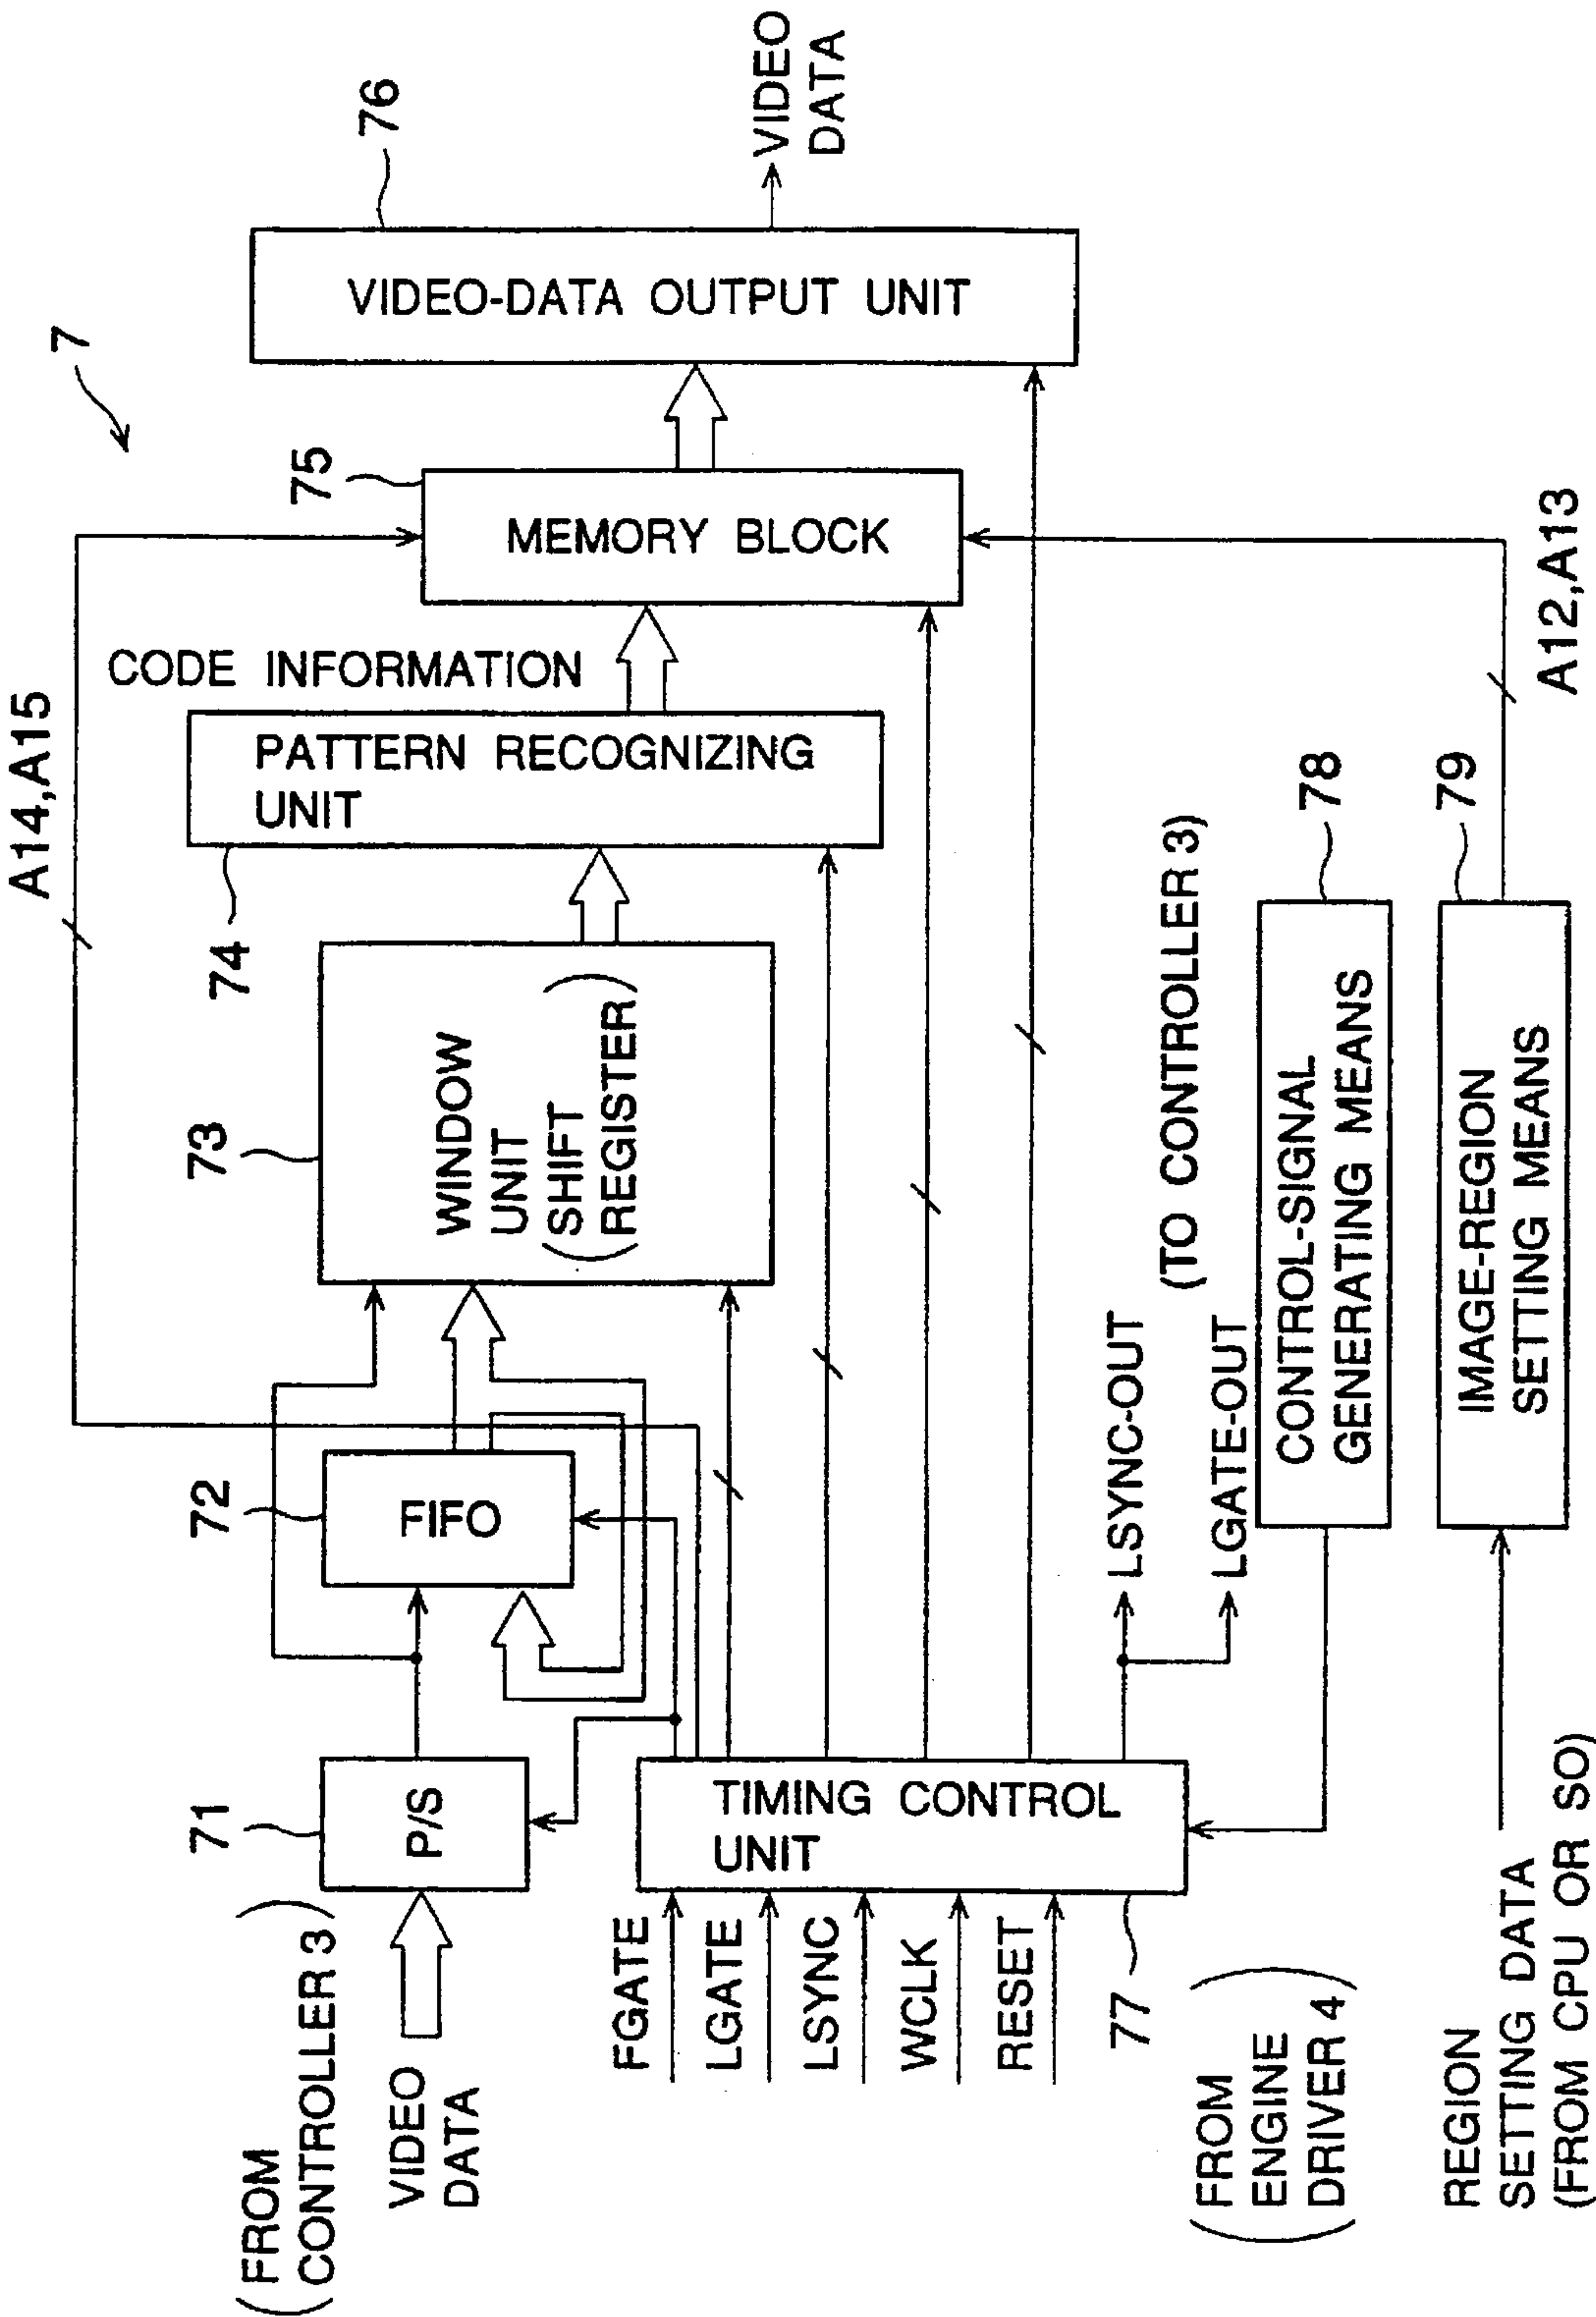 7
A14,A15
CODE INFORMATION
(FROM
CONTROLLER 3)
VIDEO
DATA
71
P/S
72
FIFO
73
WINDOW
UNIT
(SHIFT
REGISTER)
74
PATTERN RECOGNIZING
UNIT
75
MEMORY BLOCK
76
VIDEO-DATA OUTPUT UNIT
VIDEO
DATA
FGATE
LGATE
LSYNC
WCLK
RESET
TIMING CONTROL
UNIT
77
(FROM
ENGINE
DRIVER 4)
LSYNC-OUT
(TO CONTROLLER 3)
LGATE-OUT
78
CONTROL-SIGNAL
GENERATING MEANS
79
IMAGE-REGION
SETTING MEANS
A12,A13
REGION
SETTING DATA
(FROM CPU OR SO)